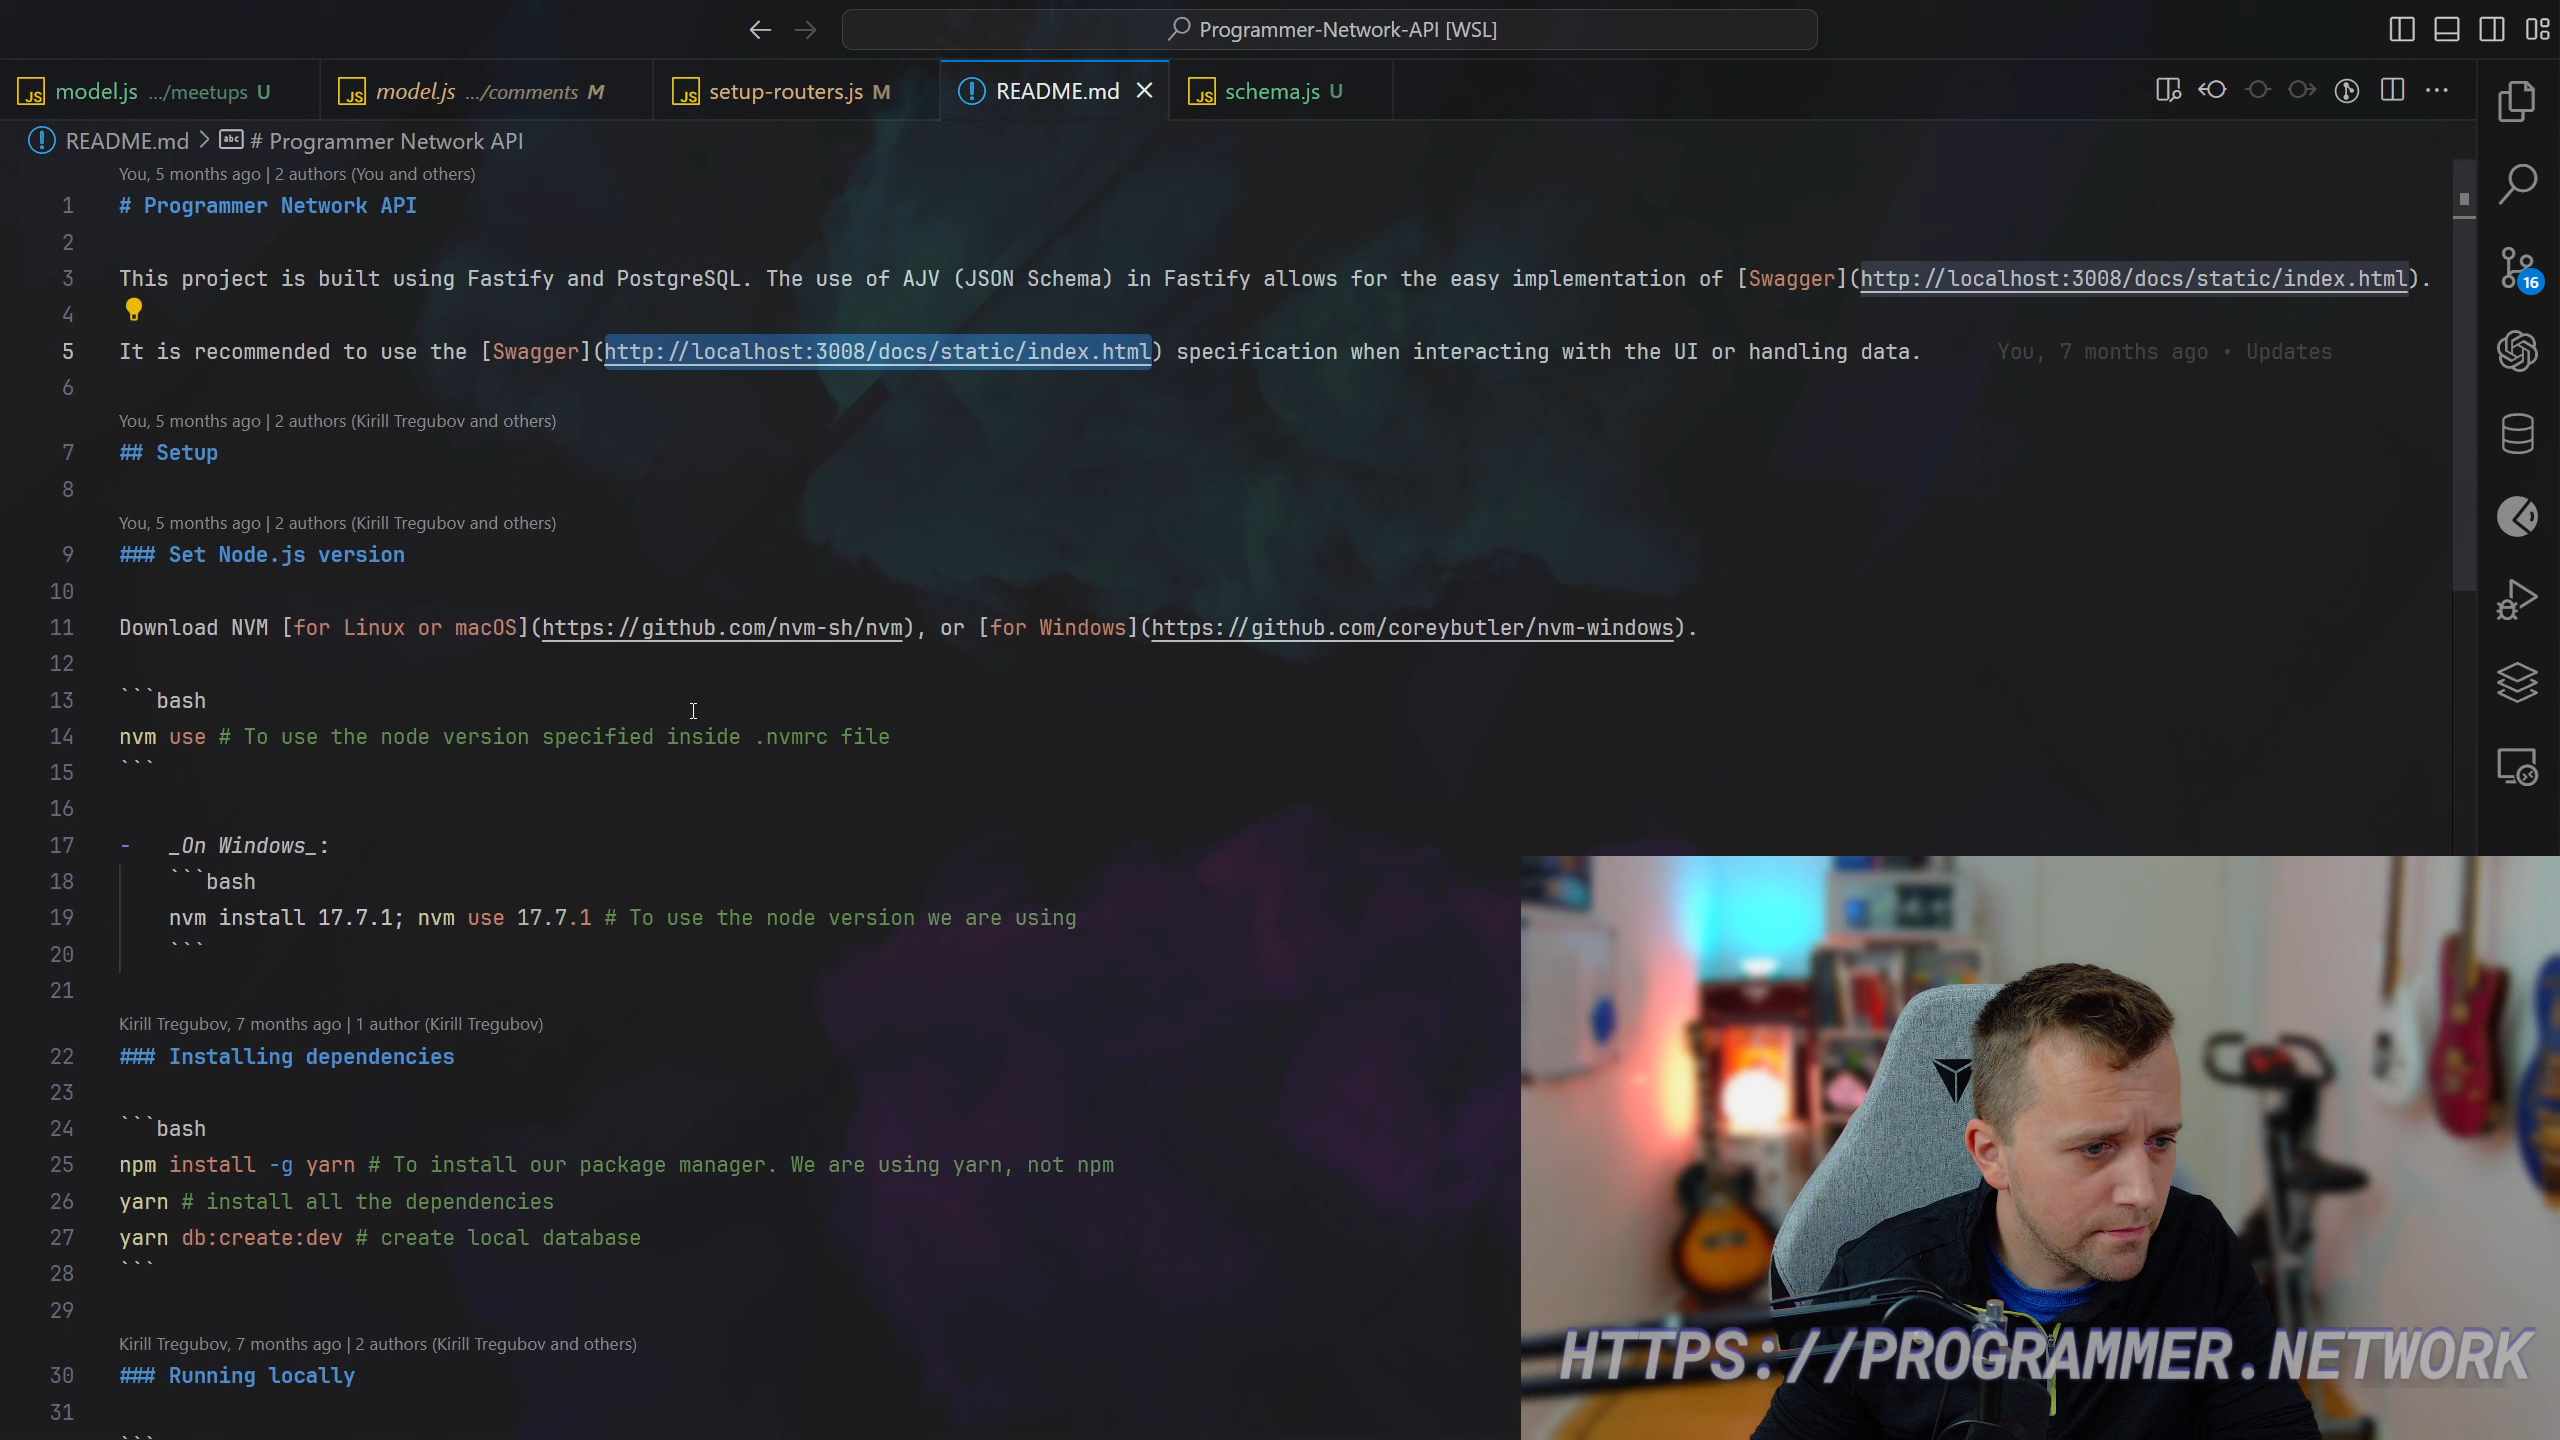 Programmer-Network-API [WSL]
model.js .../meetups U
model.js .../comments M
setup-routers.js M
README.md
schema.js U
README.md > # Programmer Network API
You, 5 months ago | 2 authors (You and others)
1 # Programmer Network API
2
3 This project is built using Fastify and PostgreSQL. The use of AJV (JSON Schema) in Fastify allows for the easy implementation of [Swagger](http://localhost:3008/docs/static/index.html).
4
5 It is recommended to use the [Swagger](http://localhost:3008/docs/static/index.html) specification when interacting with the UI or handling data. You, 7 months ago • Updates
6
You, 5 months ago | 2 authors (Kirill Tregubov and others)
7 ## Setup
8
You, 5 months ago | 2 authors (Kirill Tregubov and others)
9 ### Set Node.js version
10
11 Download NVM [for Linux or macOS](https://github.com/nvm-sh/nvm), or [for Windows](https://github.com/coreybutler/nvm-windows).
12
13 ```bash
14 nvm use # To use the node version specified inside .nvmrc file
15 ```
16
17 - _On Windows_:
18 ```bash
19 nvm install 17.7.1; nvm use 17.7.1 # To use the node version we are using
20 ```
21
Kirill Tregubov, 7 months ago | 1 author (Kirill Tregubov)
22 ### Installing dependencies
23
24 ```bash
25 npm install -g yarn # To install our package manager. We are using yarn, not npm
26 yarn # install all the dependencies
27 yarn db:create:dev # create local database
28 ```
29
Kirill Tregubov, 7 months ago | 2 authors (Kirill Tregubov and others)
30 ### Running locally
31
```
16
HTTPS://PROGRAMMER.NETWORK